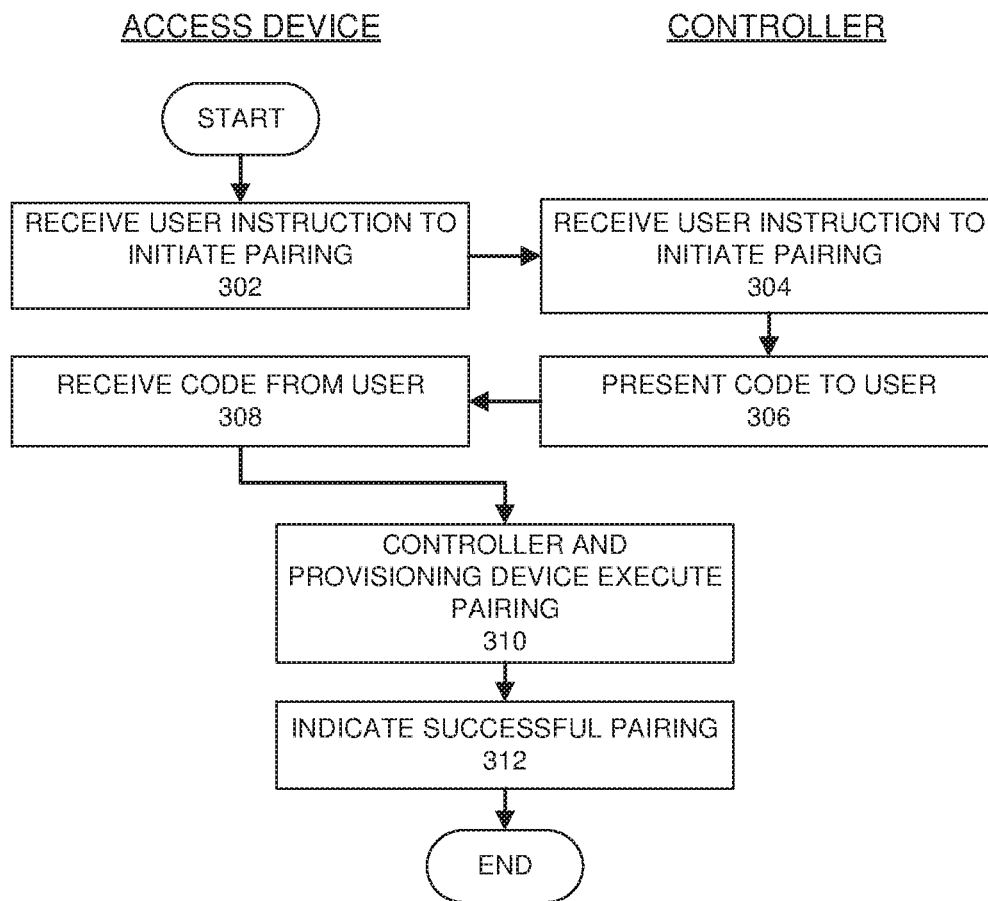 ACCESS DEVICE
CONTROLLER
START
RECEIVE USER INSTRUCTION TO
INITIATE PAIRING
302
RECEIVE USER INSTRUCTION TO
INITIATE PAIRING
304
PRESENT CODE TO USER
306
RECEIVE CODE FROM USER
308
CONTROLLER AND
PROVISIONING DEVICE EXECUTE
PAIRING
310
INDICATE SUCCESSFUL PAIRING
312
END